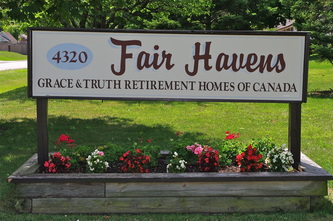 4320
Fair Havens
GRACE & TRUTH RETIREMENT HOMES OF CANADA